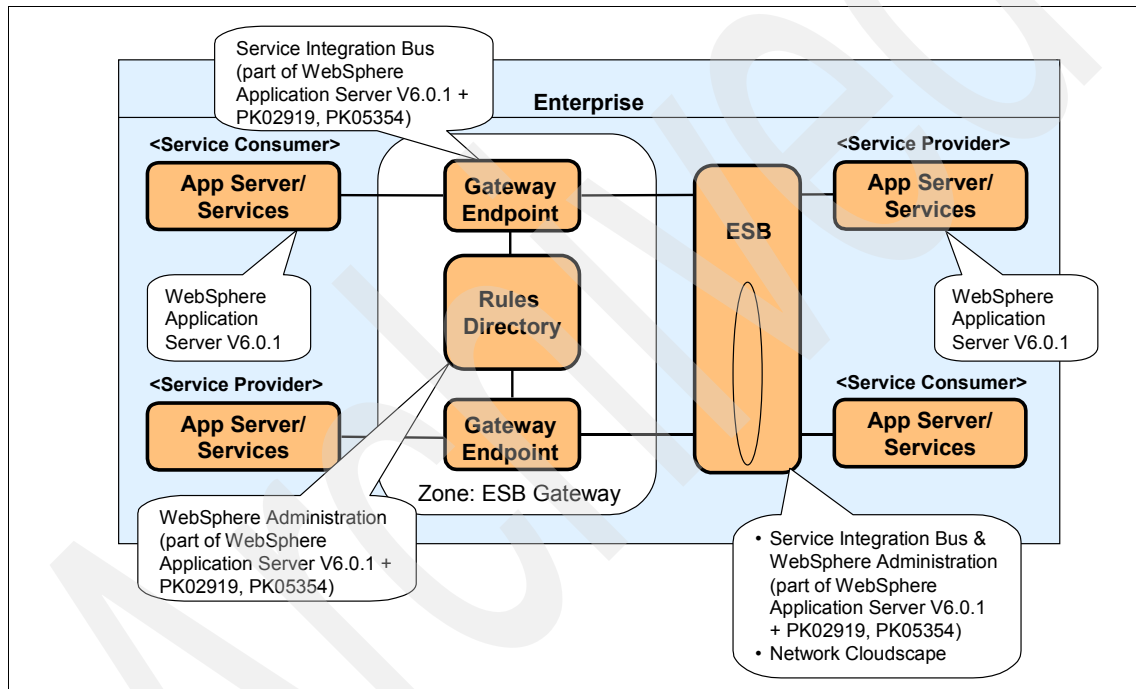 Service Integration Bus
(part of WebSphere
Application Server V6.0.1 +
PK02919, PK05354)
Enterprise
<Service Consumer>
App Server/
Services
Gateway
Endpoint
ESB
<Service Provider>
App Server/
Services
WebSphere
Application
Server V6.0.1
Rules
Directory
WebSphere
Application
Server V6.0.1
<Service Provider>
App Server/
Services
Gateway
Endpoint
<Service Consumer>
App Server/
Services
Zone: ESB Gateway
WebSphere Administration
(part of WebSphere
Application Server V6.0.1 +
PK02919, PK05354)
• Service Integration Bus &
WebSphere Administration
(part of WebSphere
Application Server V6.0.1
+ PK02919, PK05354)
• Network Cloudscape